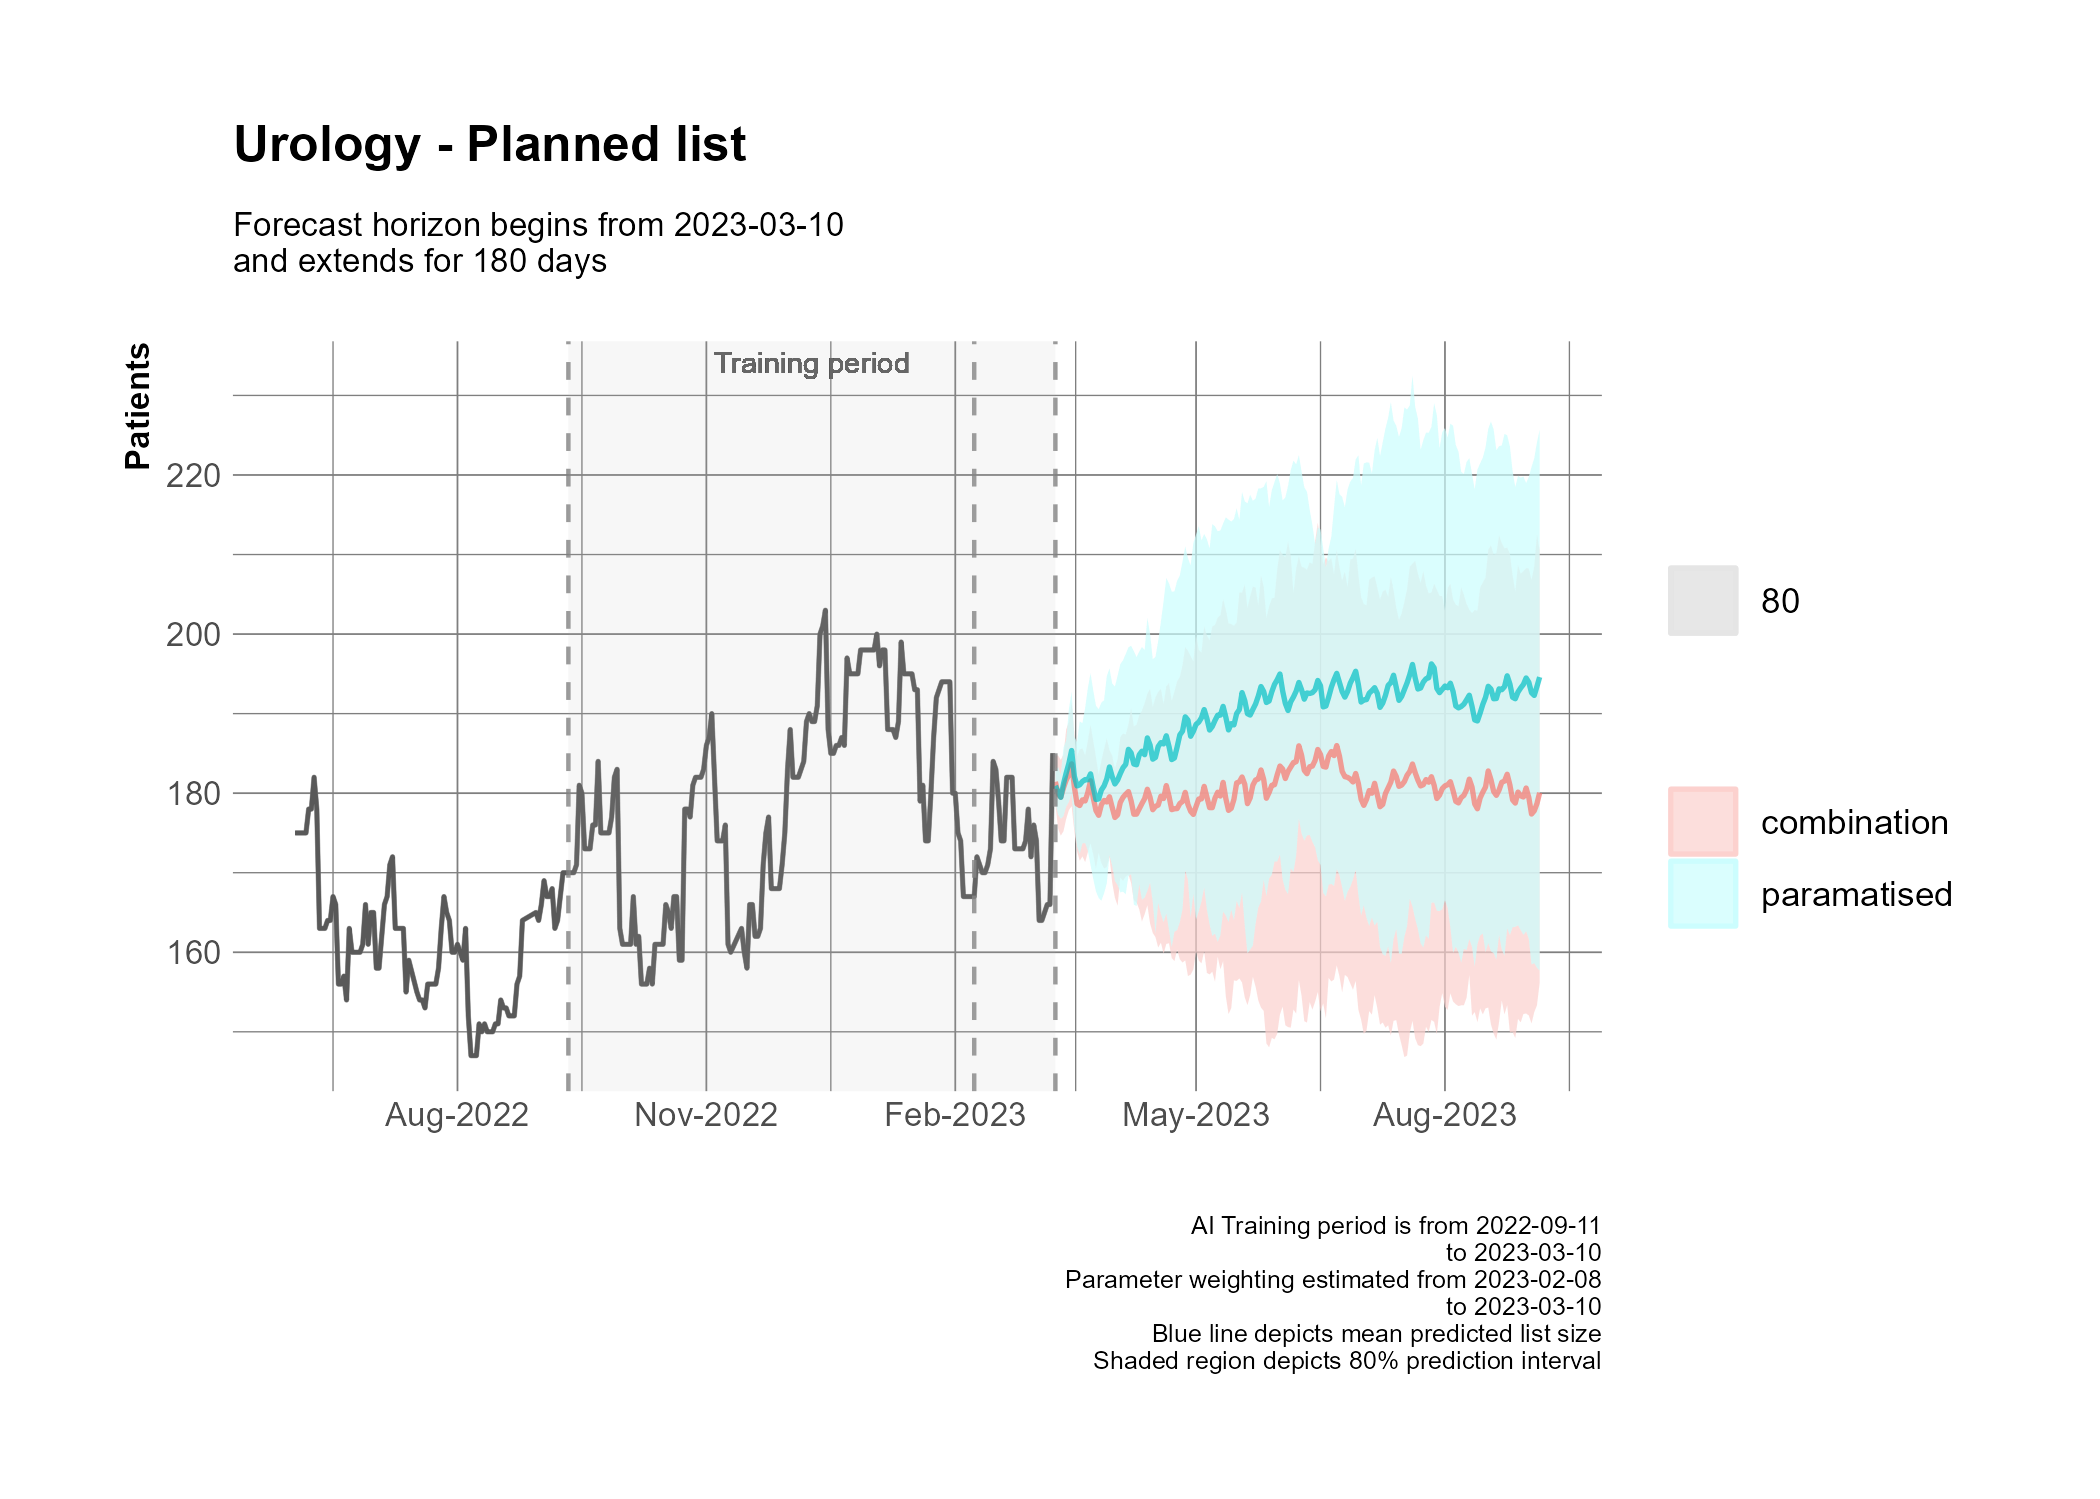 Urology - Planned list
Forecast horizon begins from 2023-03-10
and extends for 180 days
Patients
Training period
220
200
180
160
Aug-2022
Nov-2022
Feb-2023
May-2023
Aug-2023
80
combination
paramatised
AI Training period is from 2022-09-11
to 2023-03-10
Parameter weighting estimated from 2023-02-08
to 2023-03-10
Blue line depicts mean predicted list size
Shaded region depicts 80% prediction interval